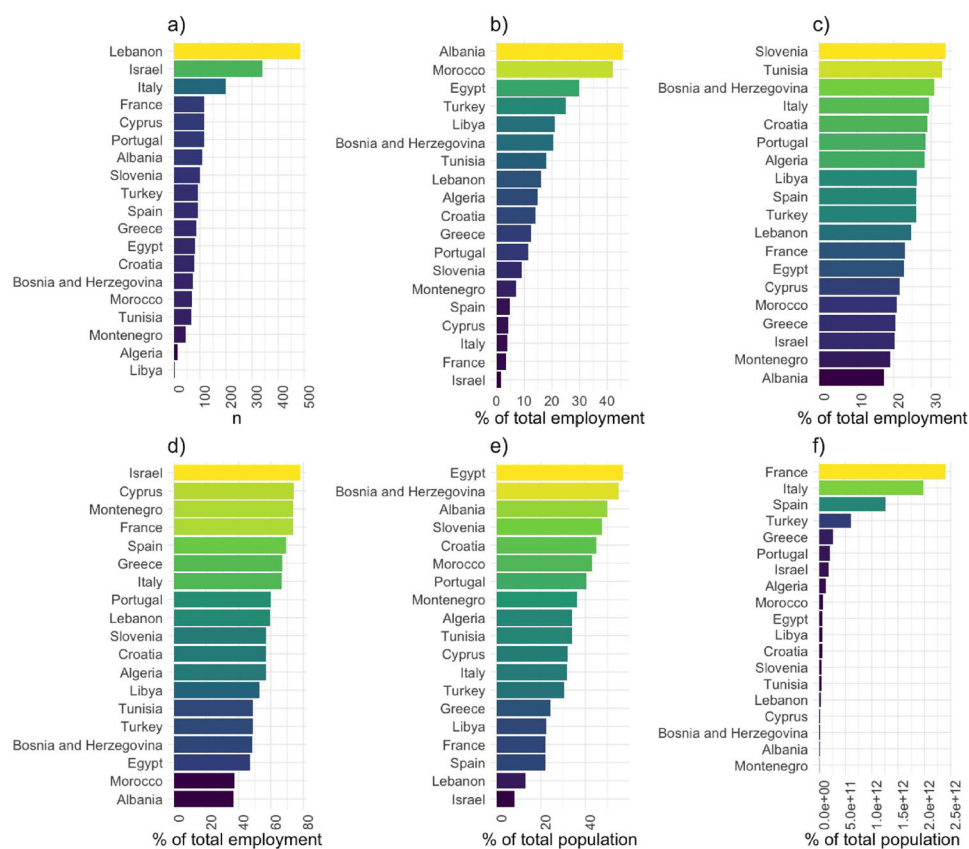 a)
Lebanon
Israel
Italy
France
Cyprus
Portugal
Albania
Slovenia
Turkey
Spain
Greece
Egypt
Croatia
Bosnia and Herzegovina
Morocco
Tunisia
Montenegro
Algeria
Libya
0 100 200 300 400 500
n
b)
Albania
Morocco
Egypt
Turkey
Libya
Bosnia and Herzegovina
Tunisia
Lebanon
Algeria
Croatia
Greece
Portugal
Slovenia
Montenegro
Spain
Cyprus
Italy
France
Israel
0 10 20 30 40
% of total employment
c)
Slovenia
Tunisia
Bosnia and Herzegovina
Italy
Croatia
Portugal
Algeria
Libya
Spain
Turkey
Lebanon
France
Egypt
Cyprus
Morocco
Greece
Israel
Montenegro
Albania
0 10 20 30
% of total employment
d)
Israel
Cyprus
Montenegro
France
Spain
Greece
Italy
Portugal
Lebanon
Slovenia
Croatia
Algeria
Libya
Tunisia
Turkey
Bosnia and Herzegovina
Egypt
Morocco
Albania
0 20 40 60 80
% of total employment
e)
Egypt
Bosnia and Herzegovina
Albania
Slovenia
Croatia
Morocco
Portugal
Montenegro
Algeria
Tunisia
Cyprus
Italy
Turkey
Greece
Libya
France
Spain
Lebanon
Israel
0 20 40
% of total population
f)
France
Italy
Spain
Turkey
Greece
Portugal
Israel
Algeria
Morocco
Egypt
Libya
Croatia
Slovenia
Tunisia
Lebanon
Cyprus
Bosnia and Herzegovina
Albania
Montenegro
0.0e+00 5.0e+11 1.0e+12 1.5e+12 2.0e+12 2.5e+12
% of total population